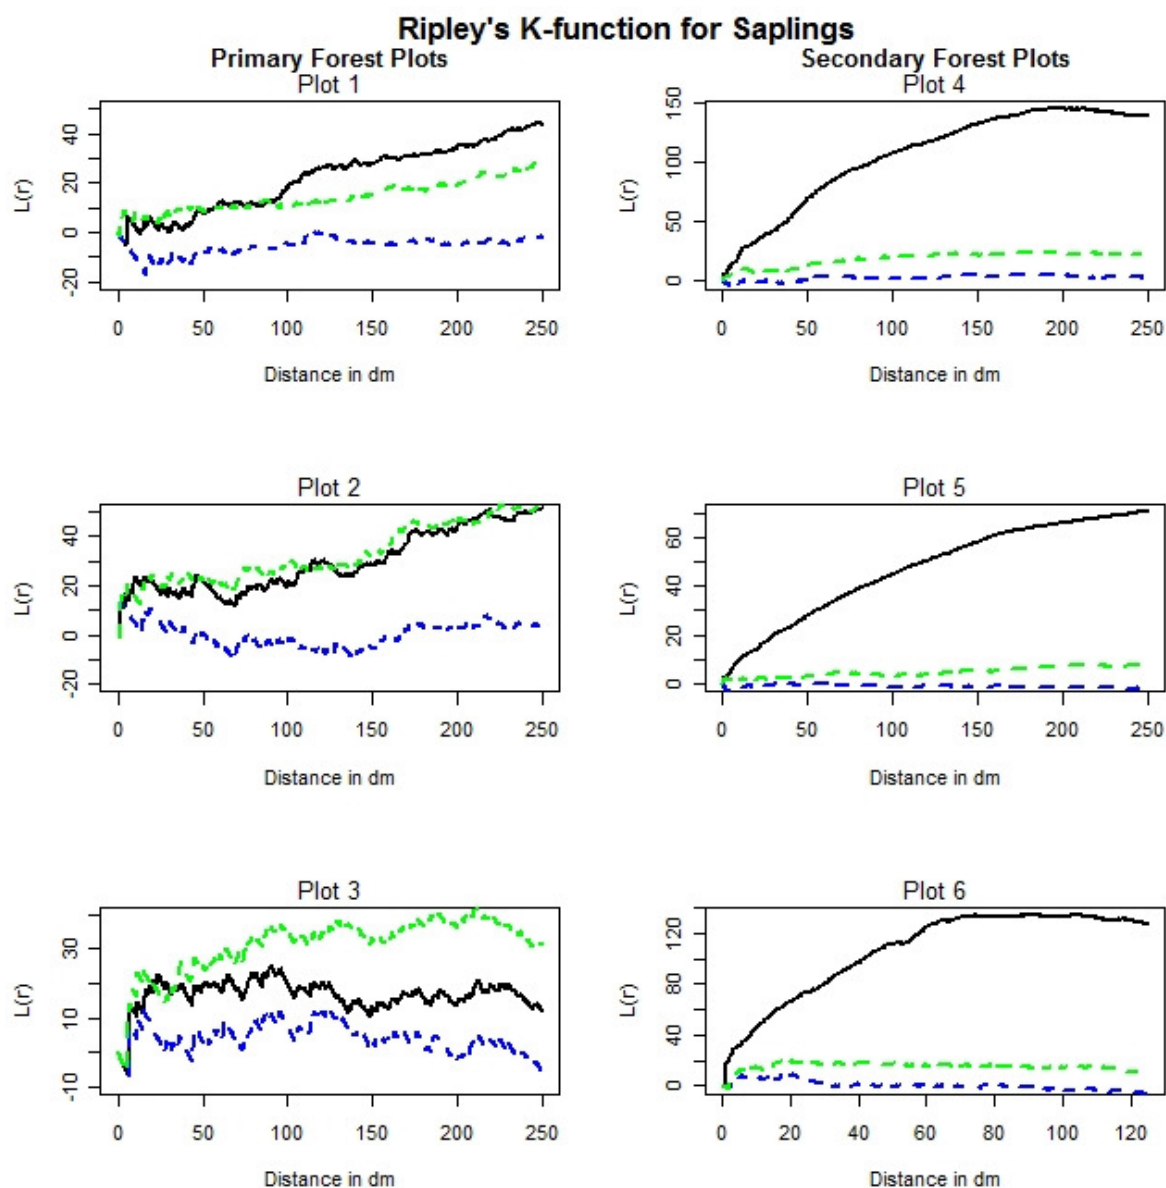 Ripley's K-function for Saplings
Primary Forest Plots
Secondary Forest Plots
Plot 1
L(r)
40
20
0
-20
0 50 100 150 200 250
Distance in dm
Plot 4
L(r)
150
100
50
0
0 50 100 150 200 250
Distance in dm
Plot 2
L(r)
40
20
0
-20
0 50 100 150 200 250
Distance in dm
Plot 5
L(r)
60
40
20
0
0 50 100 150 200 250
Distance in dm
Plot 3
L(r)
30
10
-10
0 50 100 150 200 250
Distance in dm
Plot 6
L(r)
120
80
40
0
0 20 40 60 80 100 120
Distance in dm